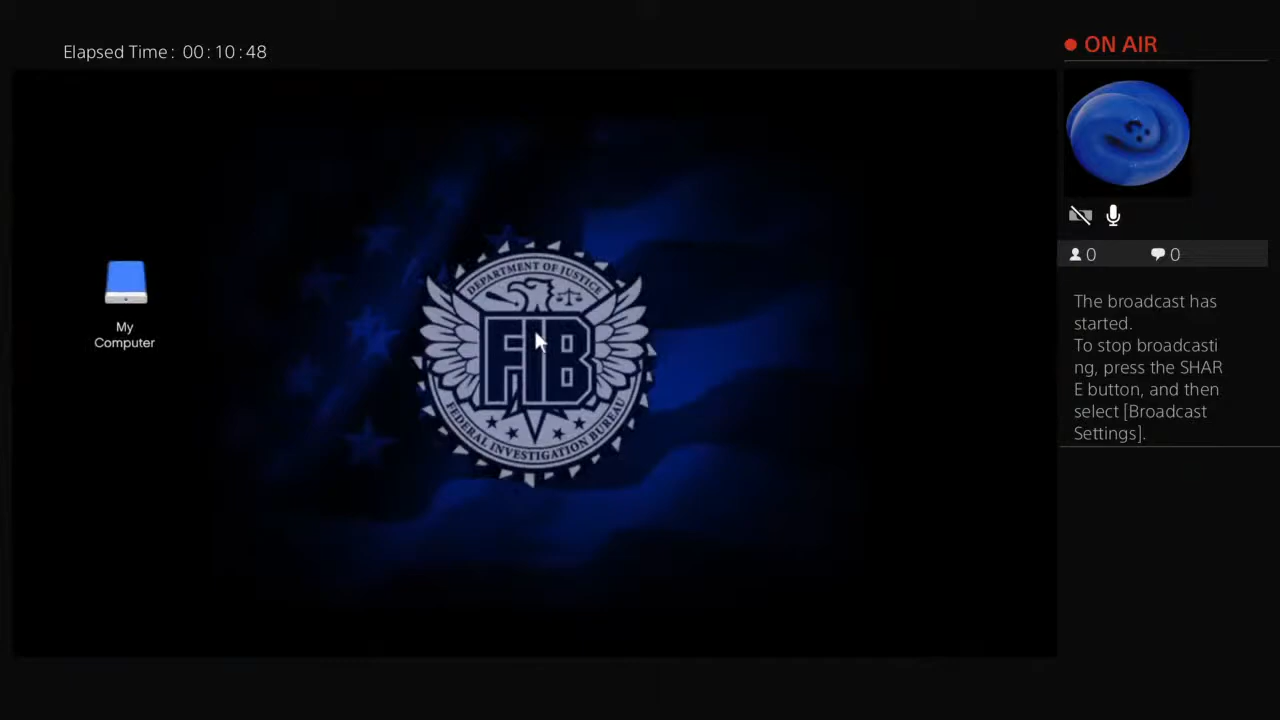 Elapsed Time: 00:10:48
ON AIR
My
Computer
DEPARTMENT OF JUSTICE
FIB
FEDERAL INVESTIGATION BUREAU
0
0
The broadcast has
started.
To stop broadcasti
ng, press the SHAR
E button, and then
select [Broadcast
Settings].